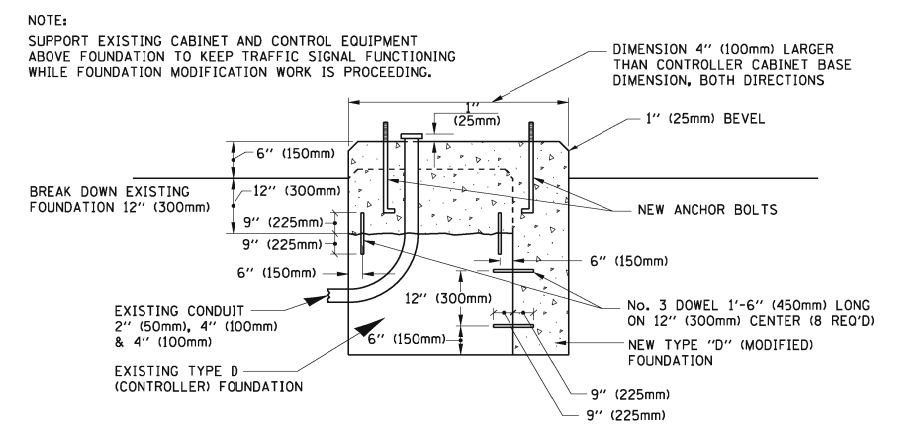 NOTE:
SUPPORT EXISTING CABINET AND CONTROL EQUIPMENT
ABOVE FOUNDATION TO KEEP TRAFFIC SIGNAL FUNCTIONING
WHILE FOUNDATION MODIFICATION WORK IS PROCEEDING.
DIMENSION 4" (100mm) LARGER
THAN CONTROLLER CABINET BASE
DIMENSION, BOTH DIRECTIONS
1"
(25mm)
1" (25mm) BEVEL
6" (150mm)
BREAK DOWN EXISTING
FOUNDATION 12" (300mm)
12" (300mm)
NEW ANCHOR BOLTS
9" (225mm)
9" (225mm)
6" (150mm)
6" (150mm)
12" (300mm)
EXISTING CONDUIT
2" (50mm), 4" (100mm)
& 4" (100mm)
No. 3 DOWEL 1'-6" (450mm) LONG
ON 12" (300mm) CENTER (8 REQ'D)
6" (150mm)
NEW TYPE "D" (MODIFIED)
FOUNDATION
EXISTING TYPE D
(CONTROLLER) FOUNDATION
9" (225mm)
9" (225mm)